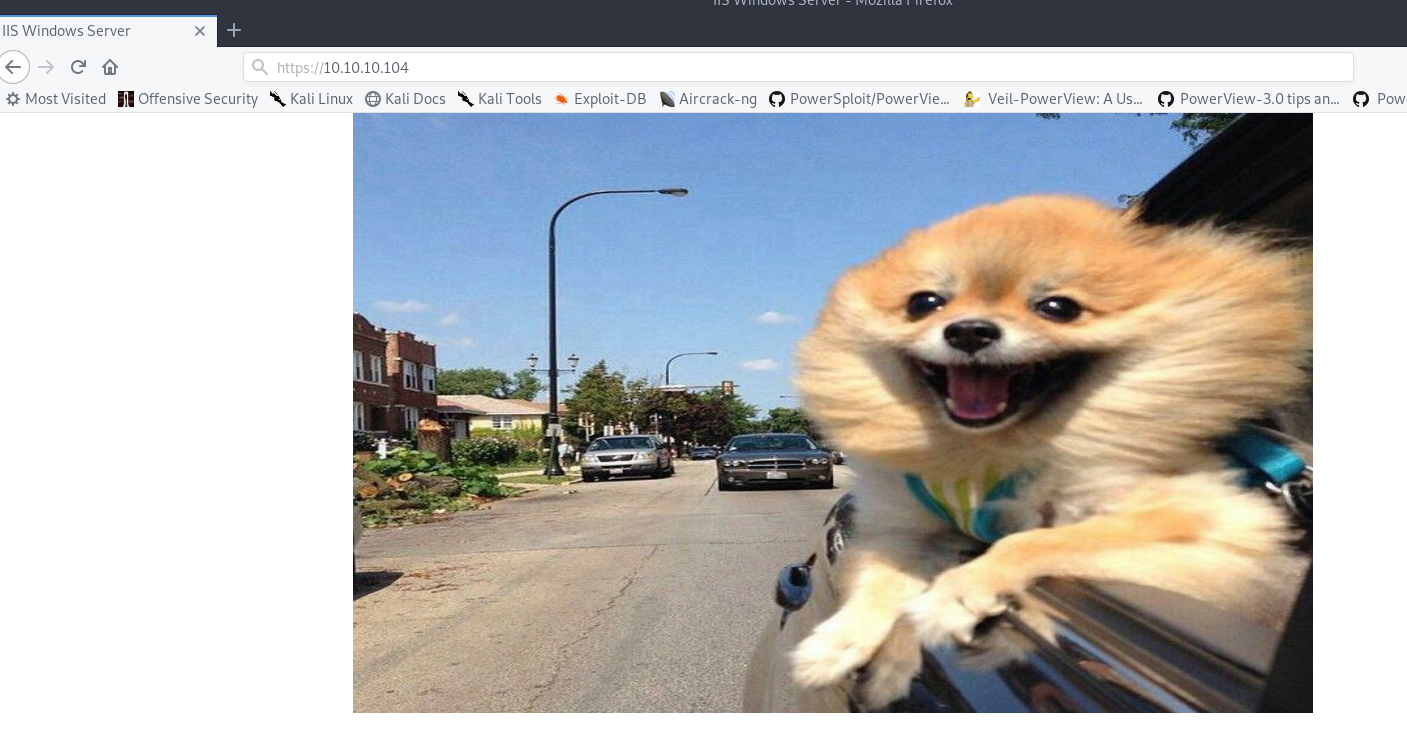 IIS Windows Server - Mozilla Firefox
IIS Windows Server
https://10.10.10.104
Most Visited Offensive Security Kali Linux Kali Docs Kali Tools Exploit-DB Aircrack-ng PowerSploit/PowerVie... Veil-PowerView: A Us... PowerView-3.0 tips an... Pow